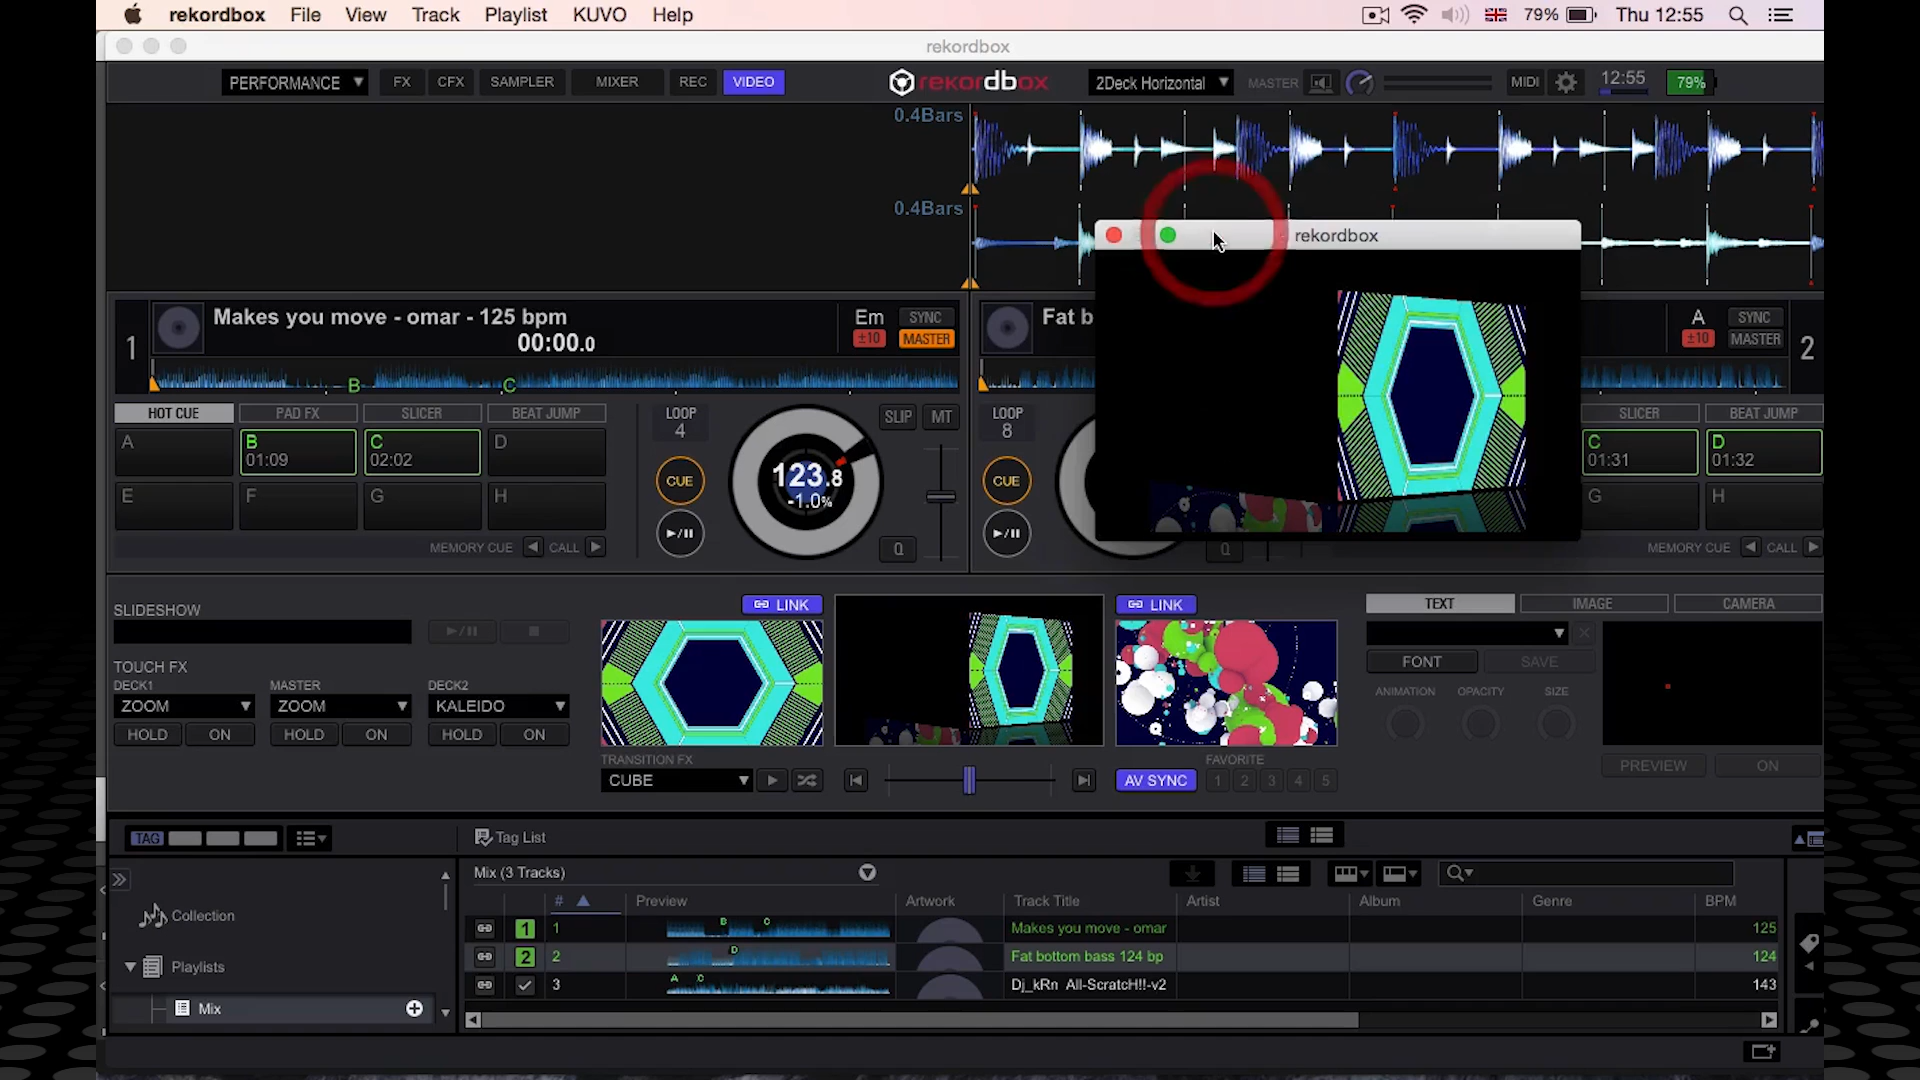 rekordbox File View Track Playlist KUVO Help 79% Thu 12:55
rekordbox
PERFORMANCE FX CFX SAMPLER MIXER REC VIDEO rekordbox 2Deck Horizontal MASTER MIDI 12:55 79%
0.4Bars
0.4Bars
rekordbox
1 Makes you move - omar - 125 bpm Em SYNC
00:00.0 ±10 MASTER
Fat b A SYNC
±10 MASTER 2
B C
HOT CUE PAD FX SLICER BEAT JUMP LOOP SLIP MT LOOP SLICER BEAT JUMP
4 8
A B C D C D
01:09 02:02 01:31 01:32
CUE 123.8 CUE
-1.0%
E F G H G H
MEMORY CUE CALL Q Q MEMORY CUE CALL
SLIDESHOW LINK LINK TEXT IMAGE CAMERA
TOUCH FX FONT SAVE
DECK1 MASTER DECK2 ANIMATION OPACITY SIZE
ZOOM ZOOM KALEIDO
HOLD ON HOLD ON HOLD ON
TRANSITION FX FAVORITE PREVIEW ON
CUBE AV SYNC 1 2 3 4 5
TAG Tag List
Mix (3 Tracks)
# Preview Artwork Track Title Artist Album Genre BPM
Collection
Playlists
Mix
1 1 B C Makes you move - omar 125
2 2 D Fat bottom bass 124 bp 124
3 A C Dj_kRn All-ScratcH!!-v2 143